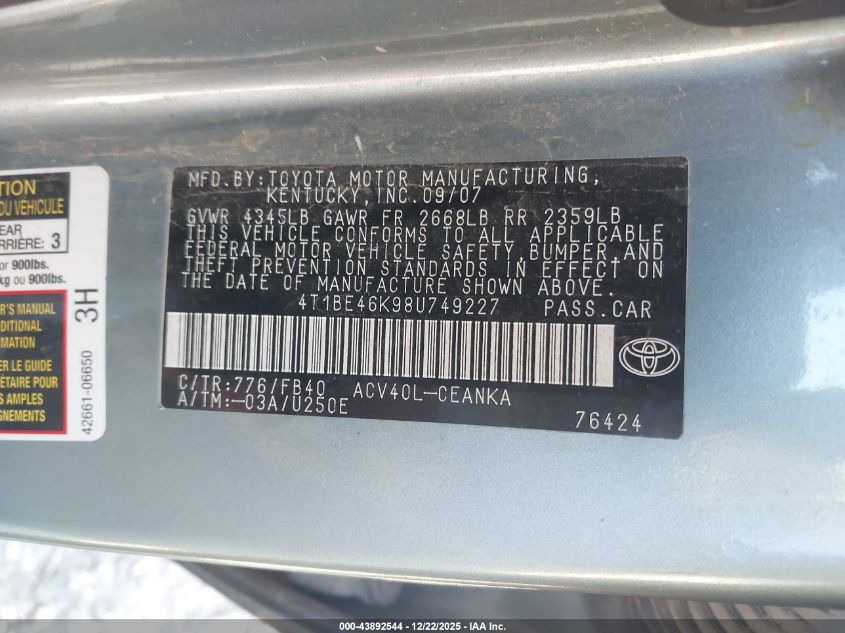 TION
DU VÉHICULE
EAR
ARRIÈRE: 3
or 900lbs.
kg ou 900lbs.
R'S MANUAL
DITIONAL
RMATION
LE GUIDE
ÉTAIRE POUR
S AMPLES
GNEMENTS
3H
42661-06650
MFD.BY:TOYOTA MOTOR MANUFACTURING,
KENTUCKY,INC.09/07
GVWR 4345LB GAWR FR 2668LB RR 2359LB
THIS VEHICLE CONFORMS TO ALL APPLICABLE
FEDERAL MOTOR VEHICLE SAFETY,BUMPER,AND
THEFT PREVENTION STANDARDS IN EFFECT ON
THE DATE OF MANUFACTURE SHOWN ABOVE.
4T1BE46K98U749227 PASS.CAR
C/TR:776/FB40 ACV40L-CEANKA
A/TM:-03A/U250E
76424
000-43892544 - 12/22/2025 - IAA Inc.